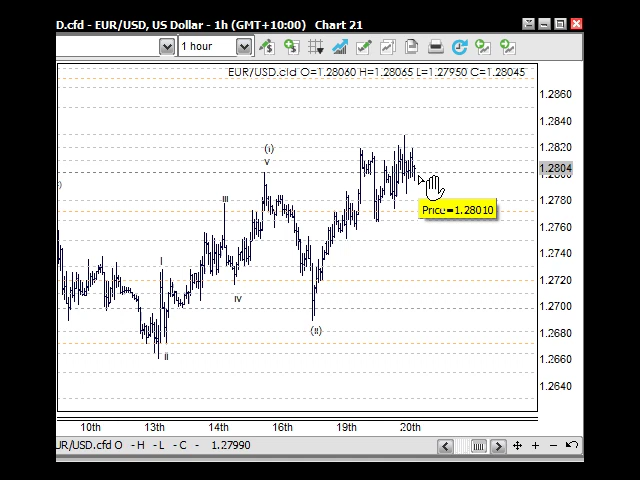 D.cfd - EUR/USD, US Dollar - 1h (GMT+10:00) Chart 21
1 hour
EUR/USD.cfd O=1.28060 H=1.28065 L=1.27950 C=1.28045
1.2860
1.2840
1.2820
1.2804
1.2800
1.2780
1.2760
1.2740
1.2720
1.2700
1.2680
1.2660
1.2640
(i)
v
iii
i
iv
ii
(ii)
Price=1.28010
10th 13th 14th 15th 16th 19th 20th
UR/USD.cfd O - H - L - C - 1.27990